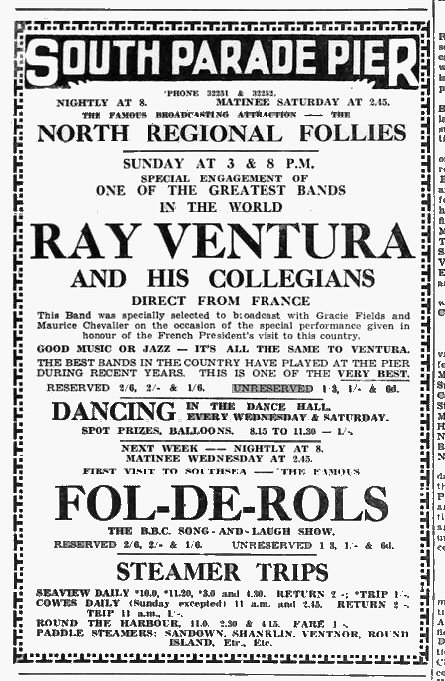 SOUTH PARADE PIER
'PHONE 32251 & 32252.
NIGHTLY AT 8. MATINEE SATURDAY AT 2.45.
THE FAMOUS BROADCASTING ATTRACTION — THE
NORTH REGIONAL FOLLIES
SUNDAY AT 3 & 8 P.M.
SPECIAL ENGAGEMENT OF
ONE OF THE GREATEST BANDS
IN THE WORLD
RAY VENTURA
AND HIS COLLEGIANS
DIRECT FROM FRANCE
This Band was specially selected to broadcast with Gracie Fields and
Maurice Chevalier on the occasion of the special performance given in
honour of the French President's visit to this country.
GOOD MUSIC OR JAZZ — IT'S ALL THE SAME TO VENTURA.
THE BEST BANDS IN THE COUNTRY HAVE PLAYED AT THE PIER
DURING RECENT YEARS. THIS IS ONE OF THE VERY BEST.
RESERVED 2/6, 2/- & 1/6. UNRESERVED 1 3, 1/- & 6d.
DANCING IN THE DANCE HALL.
EVERY WEDNESDAY & SATURDAY.
SPOT PRIZES, BALLOONS. 8.15 TO 11.30 — 1/-.
NEXT WEEK —— NIGHTLY AT 8.
MATINEE WEDNESDAY AT 2.45.
FIRST VISIT TO SOUTHSEA — THE FAMOUS
FOL-DE-ROLS
THE B.B.C. SONG-AND-LAUGH SHOW.
RESERVED 2/6, 2/- & 1/6. UNRESERVED 1 3, 1/- & 6d.
STEAMER TRIPS
SEAVIEW DAILY *10.0, *11.20, *3.0 and 4.30. RETURN 2 -; *TRIP 1/-.
COWES DAILY (Sunday excepted) 11 a.m. and 2.45. RETURN 2 -.
TRIP 11 a.m., 1/-.
ROUND THE HARBOUR, 11.0, 2.30 & 4.15. FARE 1 -.
PADDLE STEAMERS: SANDOWN, SHANKLIN, VENTNOR, ROUND
ISLAND, Etc., Etc.